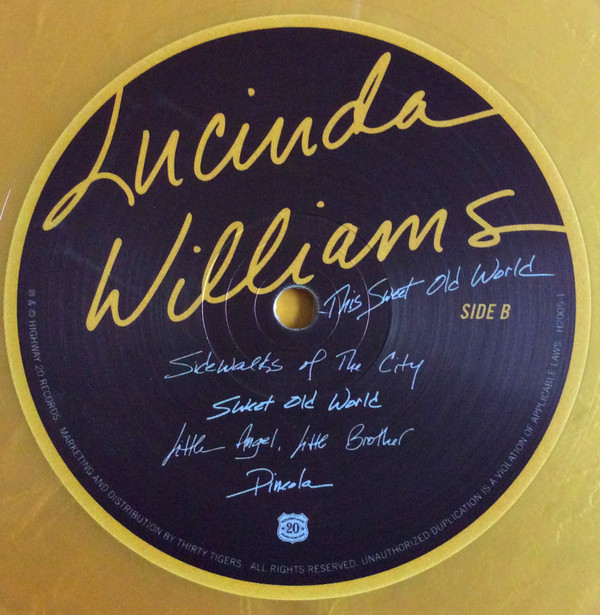 Lucinda
Williams
This Sweet Old World
SIDE B
Sidewalks of The City
Sweet Old World
Little Angel, Little Brother
Pineola
20
℗ & © HIGHWAY 20 RECORDS MARKETING AND DISTRIBUTION BY THIRTY TIGERS ALL RIGHTS RESERVED. UNAUTHORIZED DUPLICATION IS A VIOLATION OF APPLICABLE LAWS H2005-1